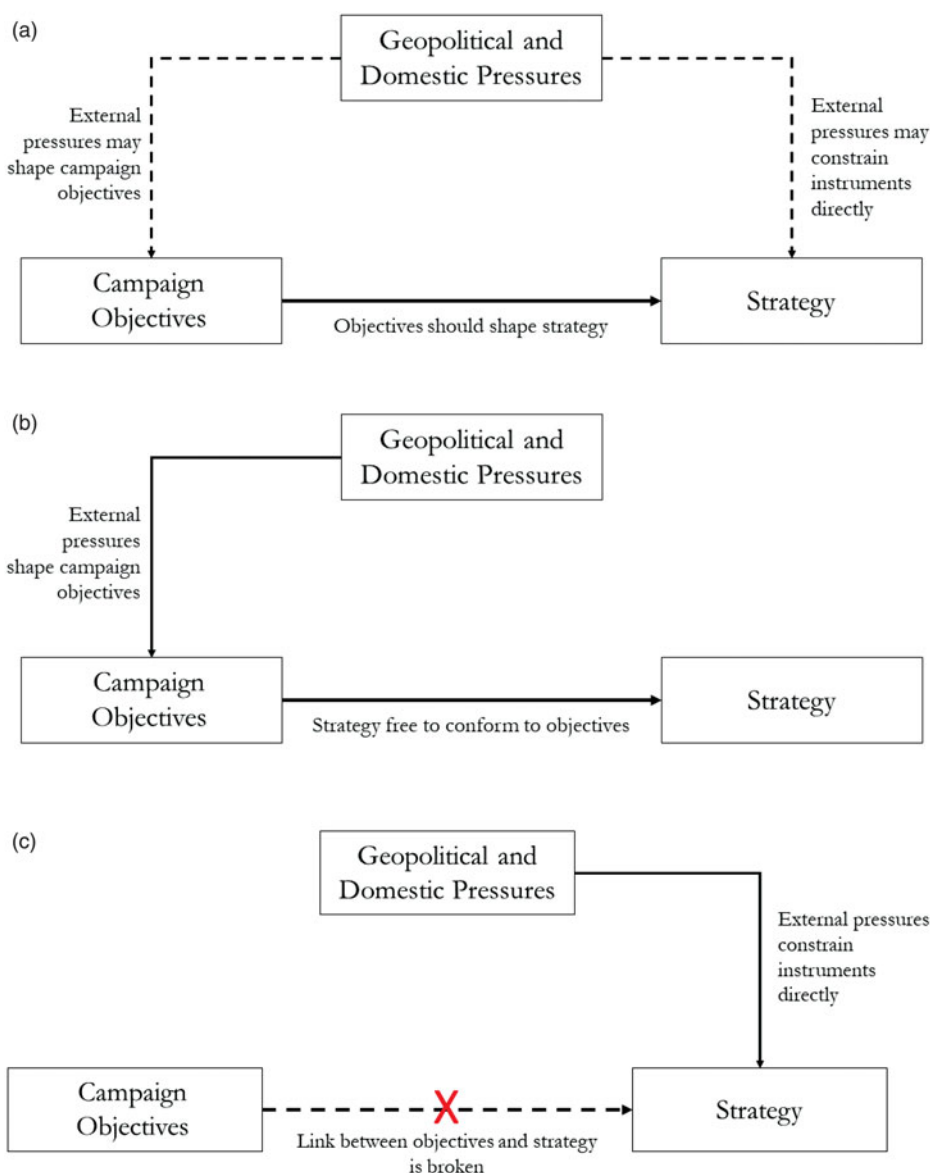 (a)
Geopolitical and
Domestic Pressures
External
pressures may
shape campaign
objectives
External
pressures may
constrain
instruments
directly
Campaign
Objectives
Objectives should shape strategy
Strategy
(b)
Geopolitical and
Domestic Pressures
External
pressures
shape campaign
objectives
Campaign
Objectives
Strategy free to conform to objectives
Strategy
(c)
Geopolitical and
Domestic Pressures
External pressures
constrain
instruments
directly
Campaign
Objectives
X
Link between objectives and strategy
is broken
Strategy